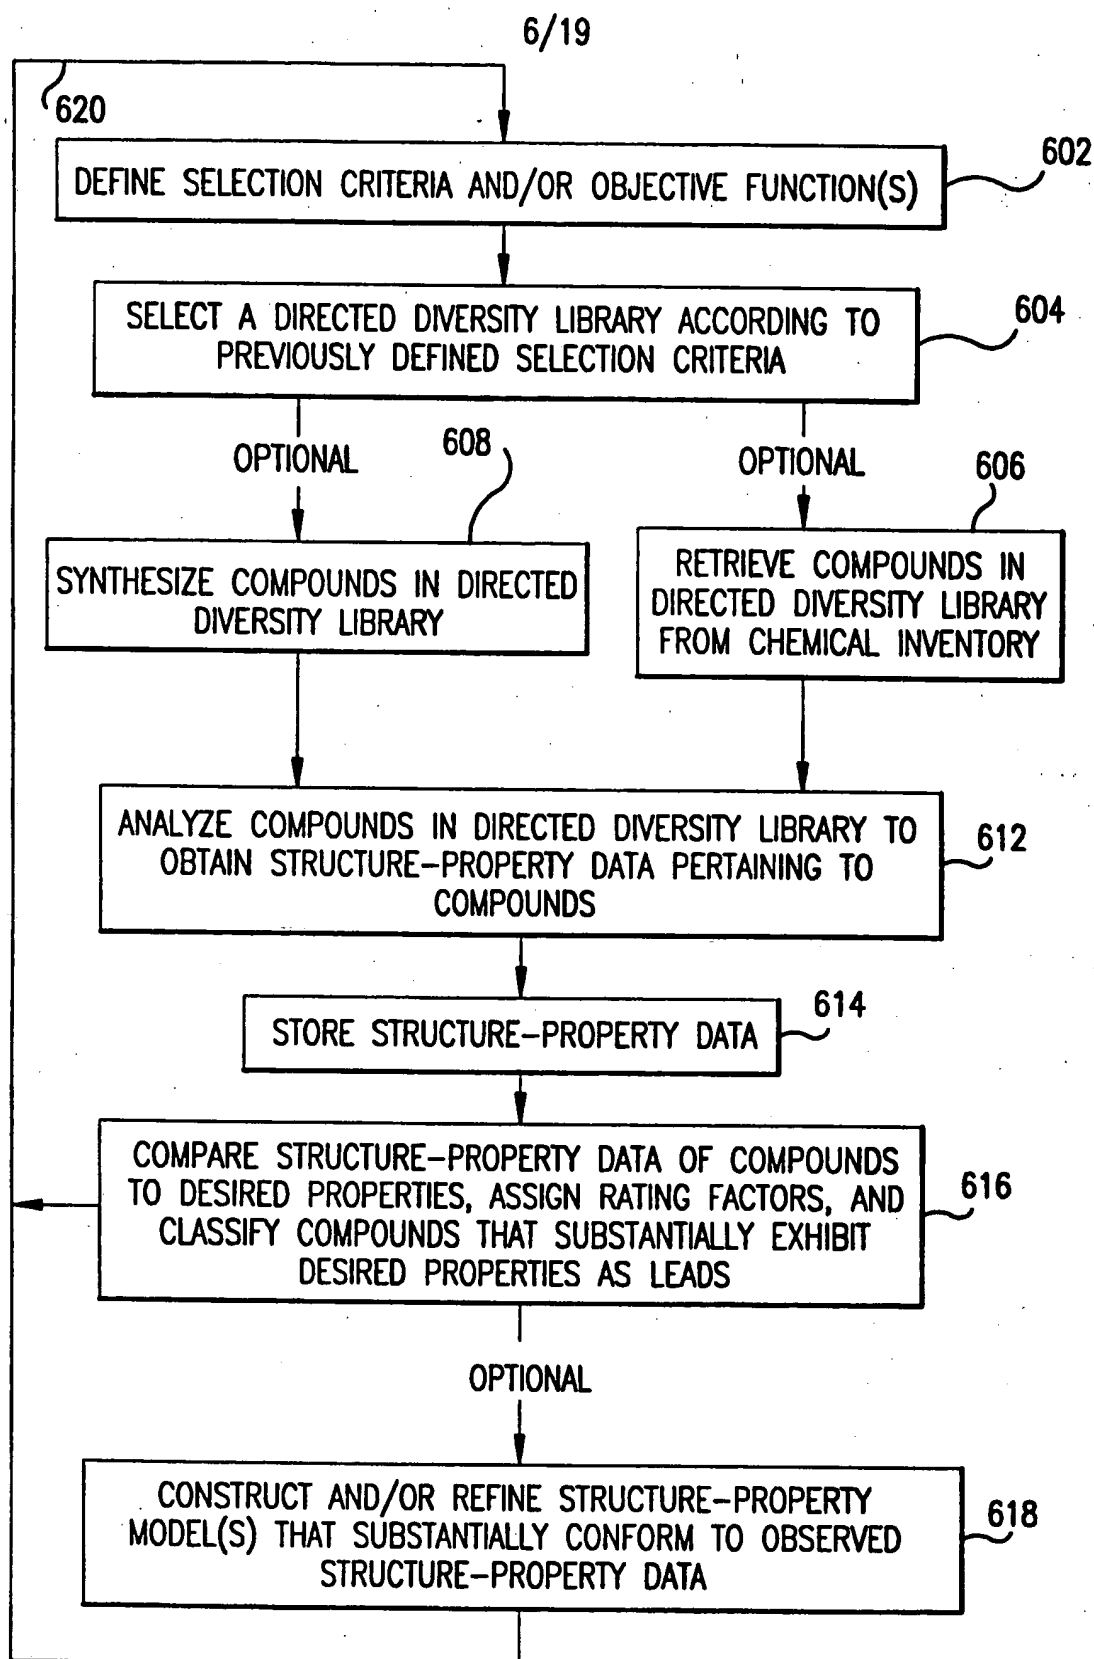 6/19
620
DEFINE SELECTION CRITERIA AND/OR OBJECTIVE FUNCTION(S)
602
SELECT A DIRECTED DIVERSITY LIBRARY ACCORDING TO
PREVIOUSLY DEFINED SELECTION CRITERIA
604
OPTIONAL
608
OPTIONAL
606
SYNTHESIZE COMPOUNDS IN DIRECTED
DIVERSITY LIBRARY
RETRIEVE COMPOUNDS IN
DIRECTED DIVERSITY LIBRARY
FROM CHEMICAL INVENTORY
ANALYZE COMPOUNDS IN DIRECTED DIVERSITY LIBRARY TO
OBTAIN STRUCTURE-PROPERTY DATA PERTAINING TO
COMPOUNDS
612
STORE STRUCTURE-PROPERTY DATA
614
COMPARE STRUCTURE-PROPERTY DATA OF COMPOUNDS
TO DESIRED PROPERTIES, ASSIGN RATING FACTORS, AND
CLASSIFY COMPOUNDS THAT SUBSTANTIALLY EXHIBIT
DESIRED PROPERTIES AS LEADS
616
OPTIONAL
CONSTRUCT AND/OR REFINE STRUCTURE-PROPERTY
MODEL(S) THAT SUBSTANTIALLY CONFORM TO OBSERVED
STRUCTURE-PROPERTY DATA
618